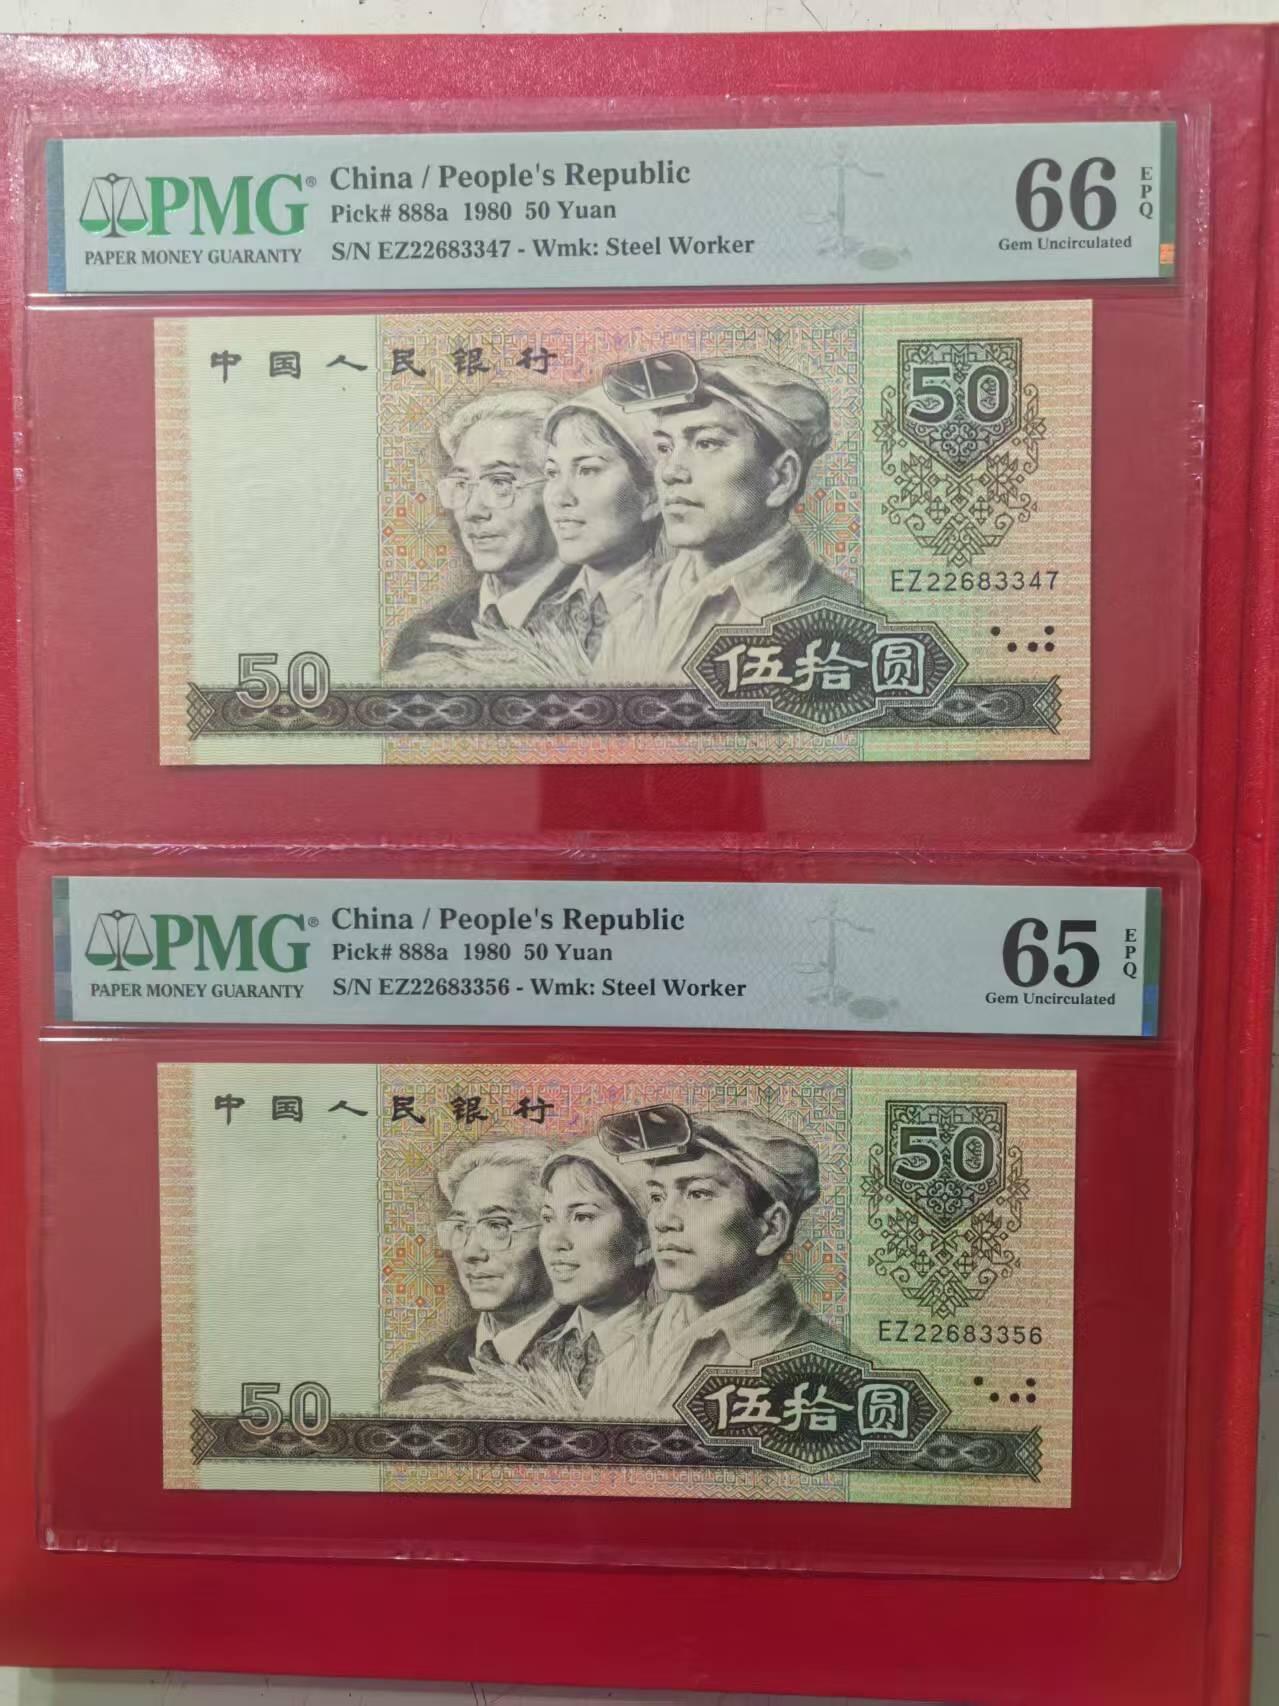 PMG®
PAPER MONEY GUARANTY
China / People's Republic
Pick# 888a 1980 50 Yuan
S/N EZ22683347 - Wmk: Steel Worker
66
EPQ
Gem Uncirculated
中国人民银行
50
EZ22683347
50
伍拾圆
PMG®
PAPER MONEY GUARANTY
China / People's Republic
Pick# 888a 1980 50 Yuan
S/N EZ22683356 - Wmk: Steel Worker
65
EPQ
Gem Uncirculated
中国人民银行
50
EZ22683356
50
伍拾圆